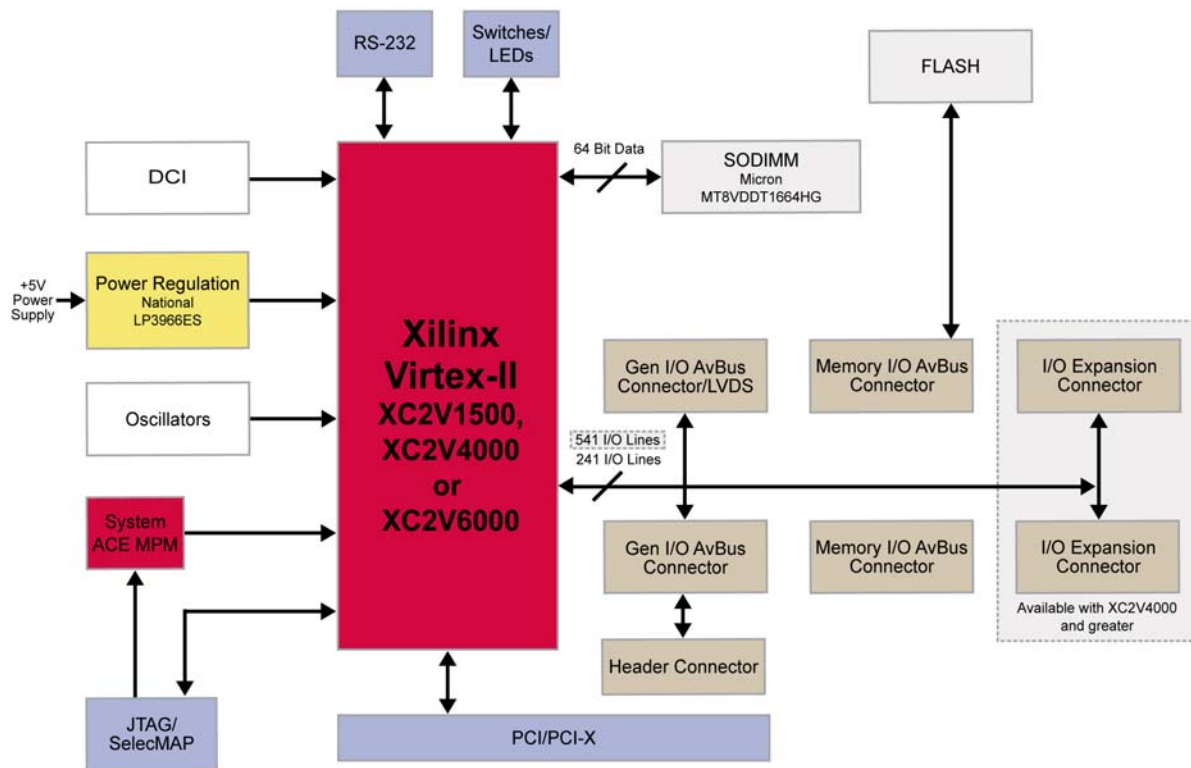 RS-232
Switches/
LEDs
FLASH
DCI
64 Bit Data
SODIMM
Micron
MT8VDDT1664HG
+5V
Power
Supply
Power Regulation
National
LP3966ES
Xilinx
Virtex-II
XC2V1500,
XC2V4000
or
XC2V6000
Gen I/O AvBus
Connector/LVDS
Memory I/O AvBus
Connector
I/O Expansion
Connector
Oscillators
541 I/O Lines
241 I/O Lines
System
ACE MPM
Gen I/O AvBus
Connector
Memory I/O AvBus
Connector
I/O Expansion
Connector
Available with XC2V4000
and greater
Header Connector
JTAG/
SelecMAP
PCI/PCI-X